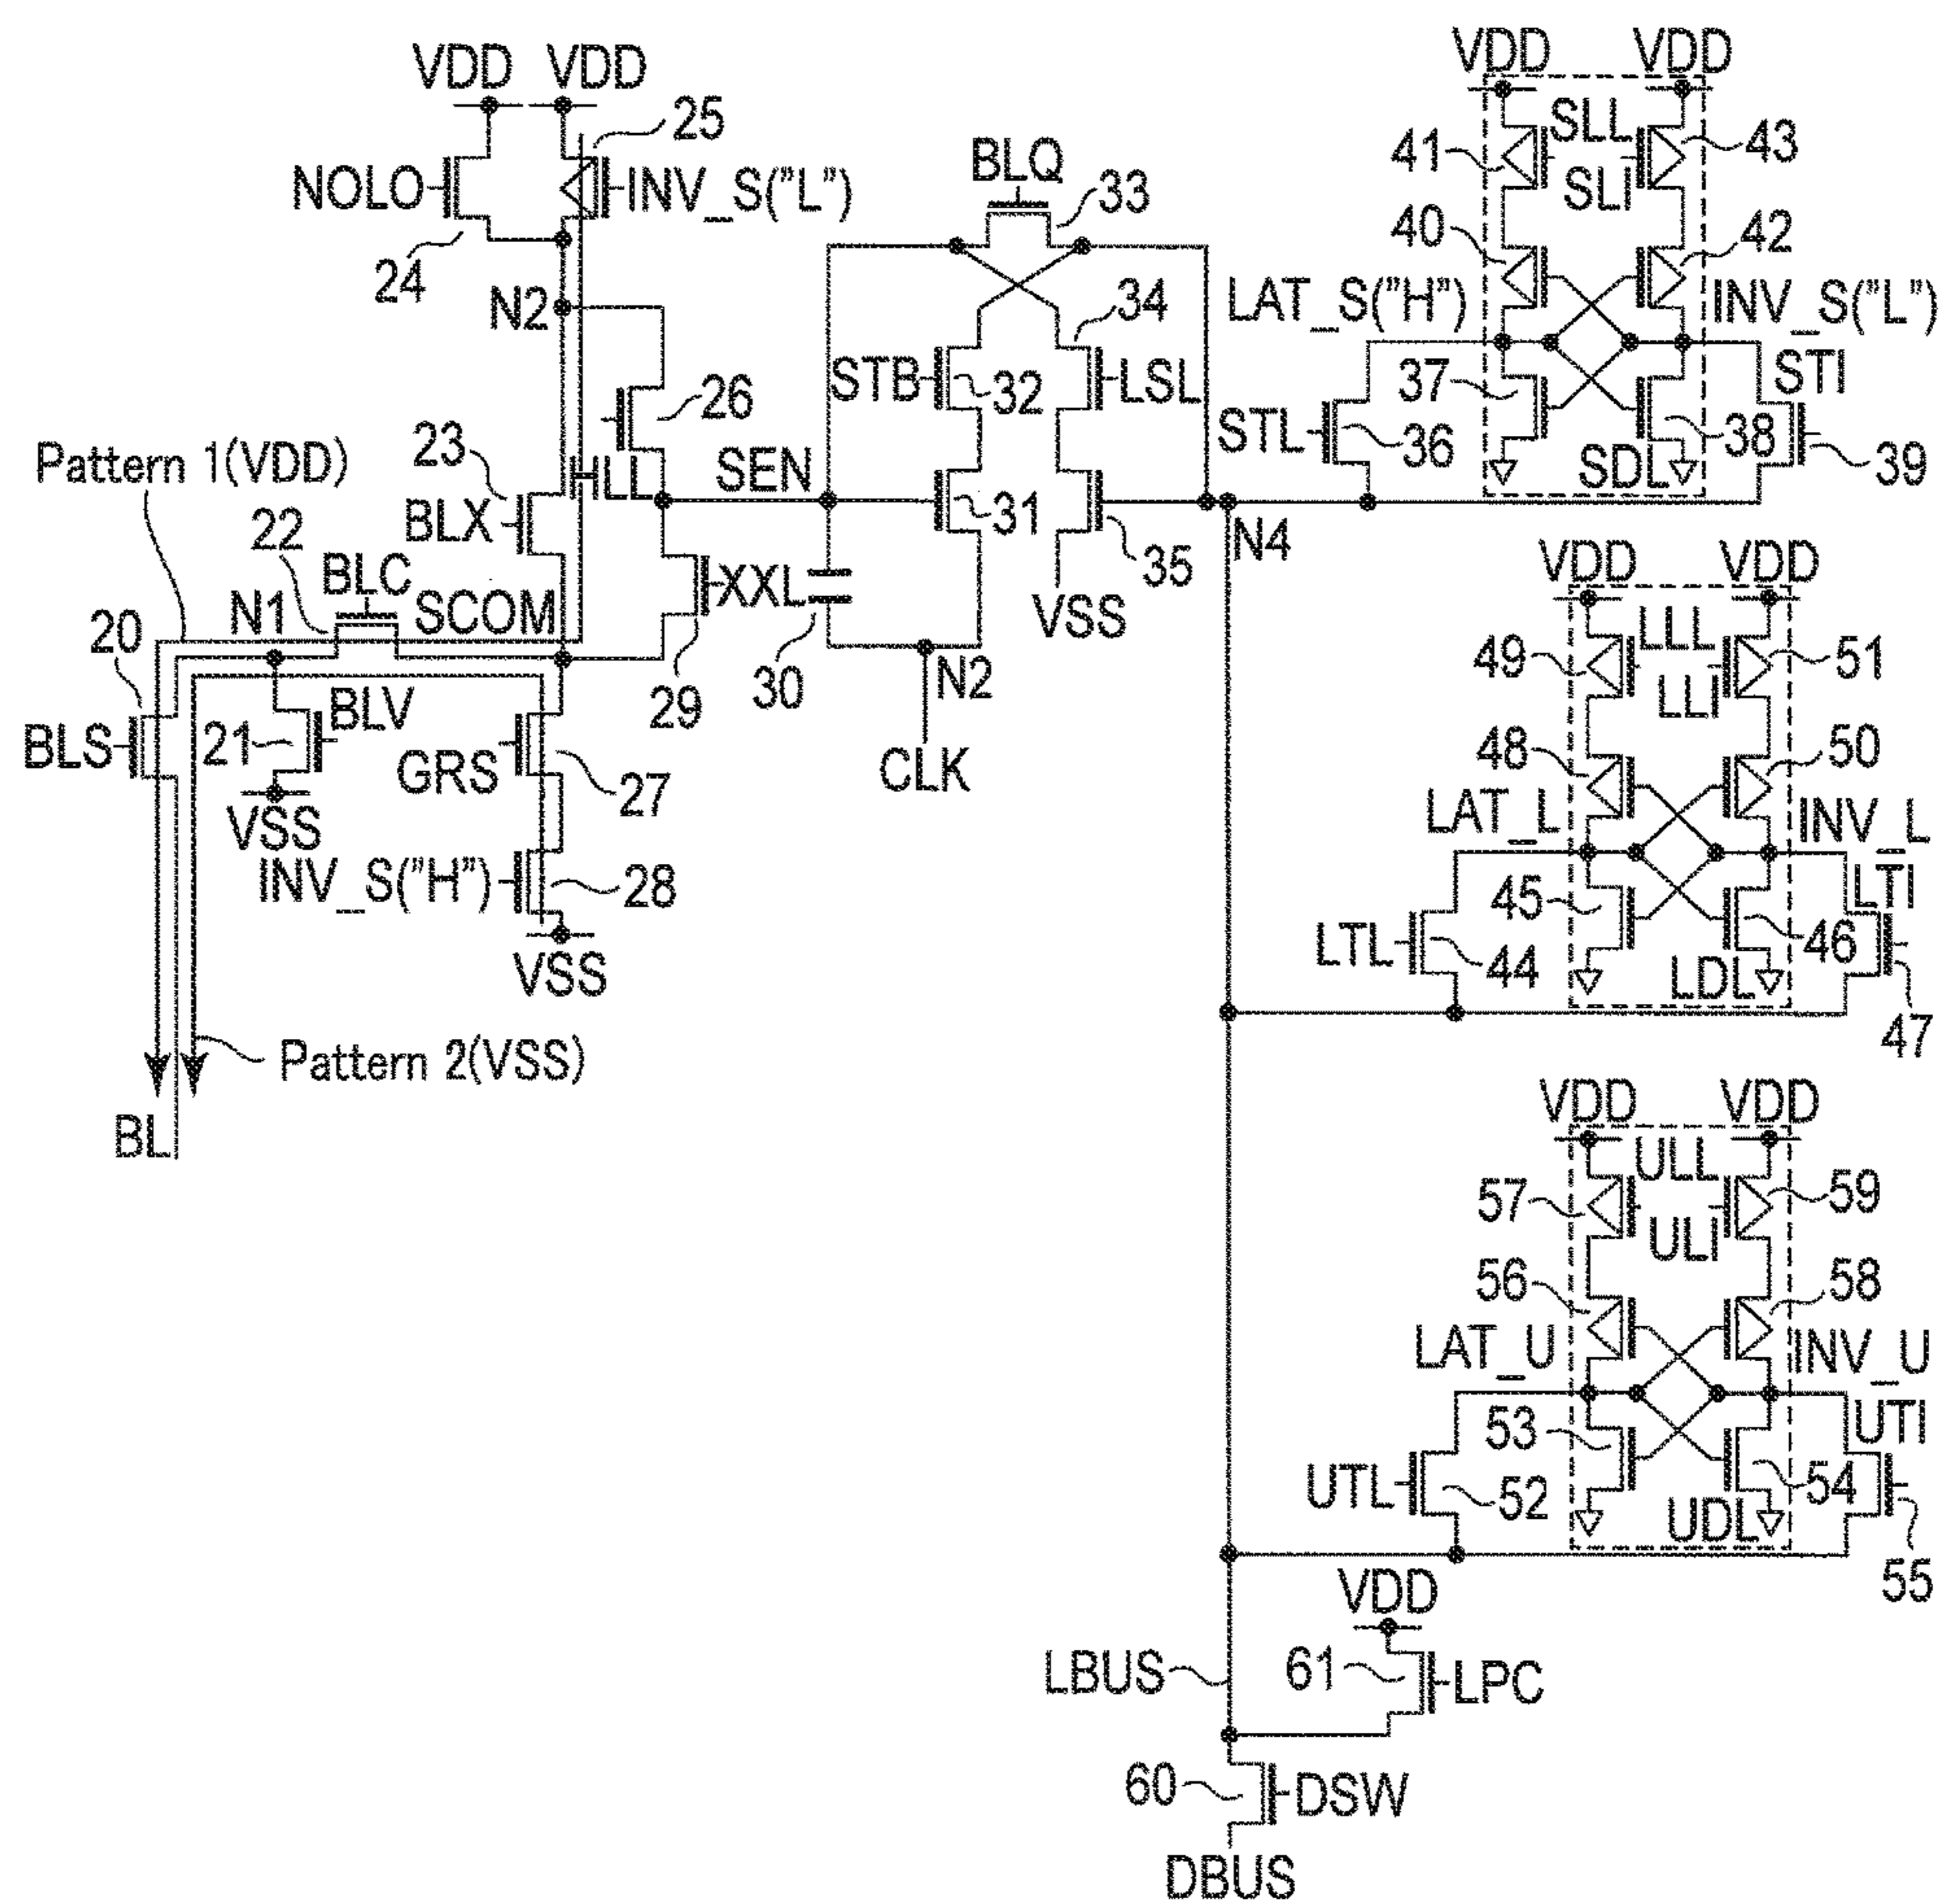 VDD VDD
25
NOLO
INV_S("L")
24
N2
26
23
HLL
BLX
Pattern 1(VDD)
22
BLC
N1
SCOM
20
BLS
21
BLV
VSS
GRS
27
INV_S("H")
28
VSS
Pattern 2(VSS)
BL
BLQ
33
34
STB
32
LSL
SEN
31
35
XXL
29
30
VSS
N2
CLK
N4
VDD VDD
41
SLL
SLI
43
40
42
LAT_S("H")
INV_S("L")
37
STI
STL
36
38
SDL
39
VDD VDD
49
LLL
LLI
51
48
50
LAT_L
INV_L
45
LTI
LTL
44
46
LDL
47
VDD VDD
57
ULL
ULI
59
56
58
LAT_U
INV_U
53
UTI
UTL
52
54
UDL
55
VDD
LBUS
61
LPC
60
DSW
DBUS